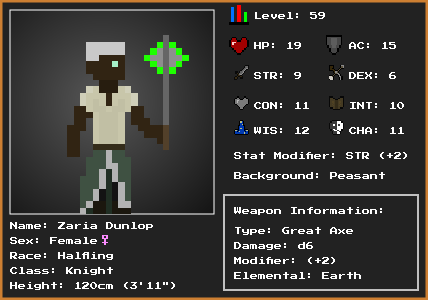 Level: 59
HP: 19 AC: 15
STR: 9 DEX: 6
CON: 11 INT: 10
WIS: 12 CHA: 11
Stat Modifier: STR (+2)
Background: Peasant
Name: Zaria Dunlop
Sex: Female♀
Race: Halfling
Class: Knight
Height: 120cm (3'11")
Weapon Information:
Type: Great Axe
Damage: d6
Modifier: (+2)
Elemental: Earth